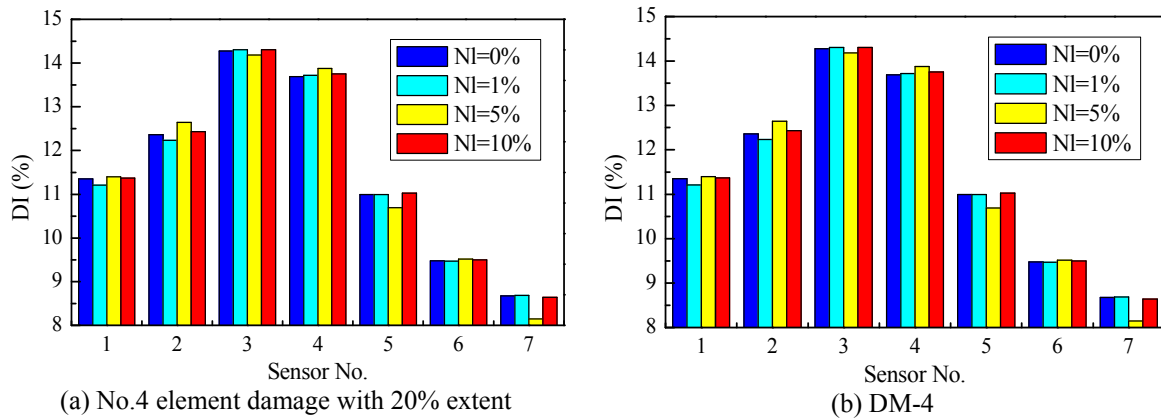 15
14
13
12
11
10
9
8
DI (%)
Nl=0%
Nl=1%
Nl=5%
Nl=10%
1 2 3 4 5 6 7
Sensor No.
(a) No.4 element damage with 20% extent
15
14
13
12
11
10
9
8
DI (%)
Nl=0%
Nl=1%
Nl=5%
Nl=10%
1 2 3 4 5 6 7
Sensor No.
(b) DM-4